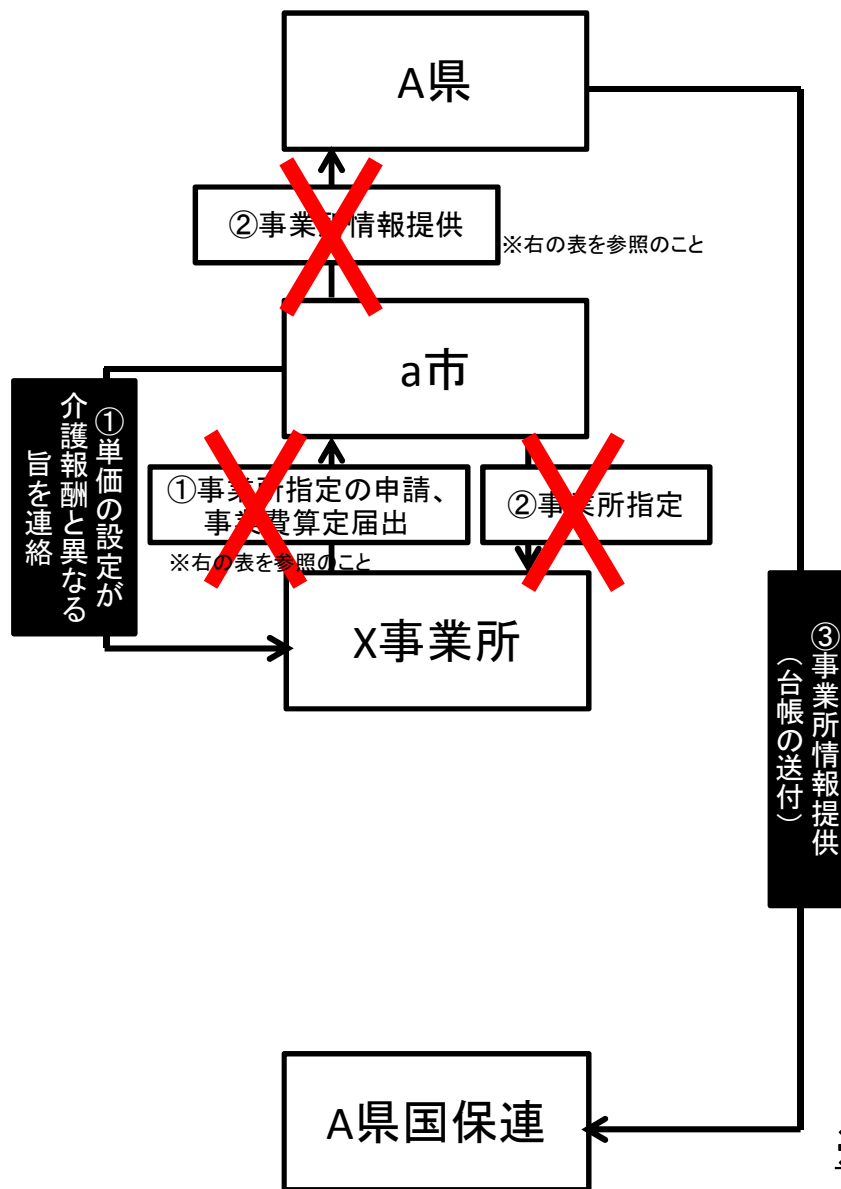 A県
②事業所情報提供
※右の表を参照のこと
a市
①単価の設定が
介護報酬と異なる
旨を連絡
①事業所指定の申請、
事業費算定届出
※右の表を参照のこと
②事業所指定
X事業所
③事業所情報提供
（台帳の送付）
A県国保連